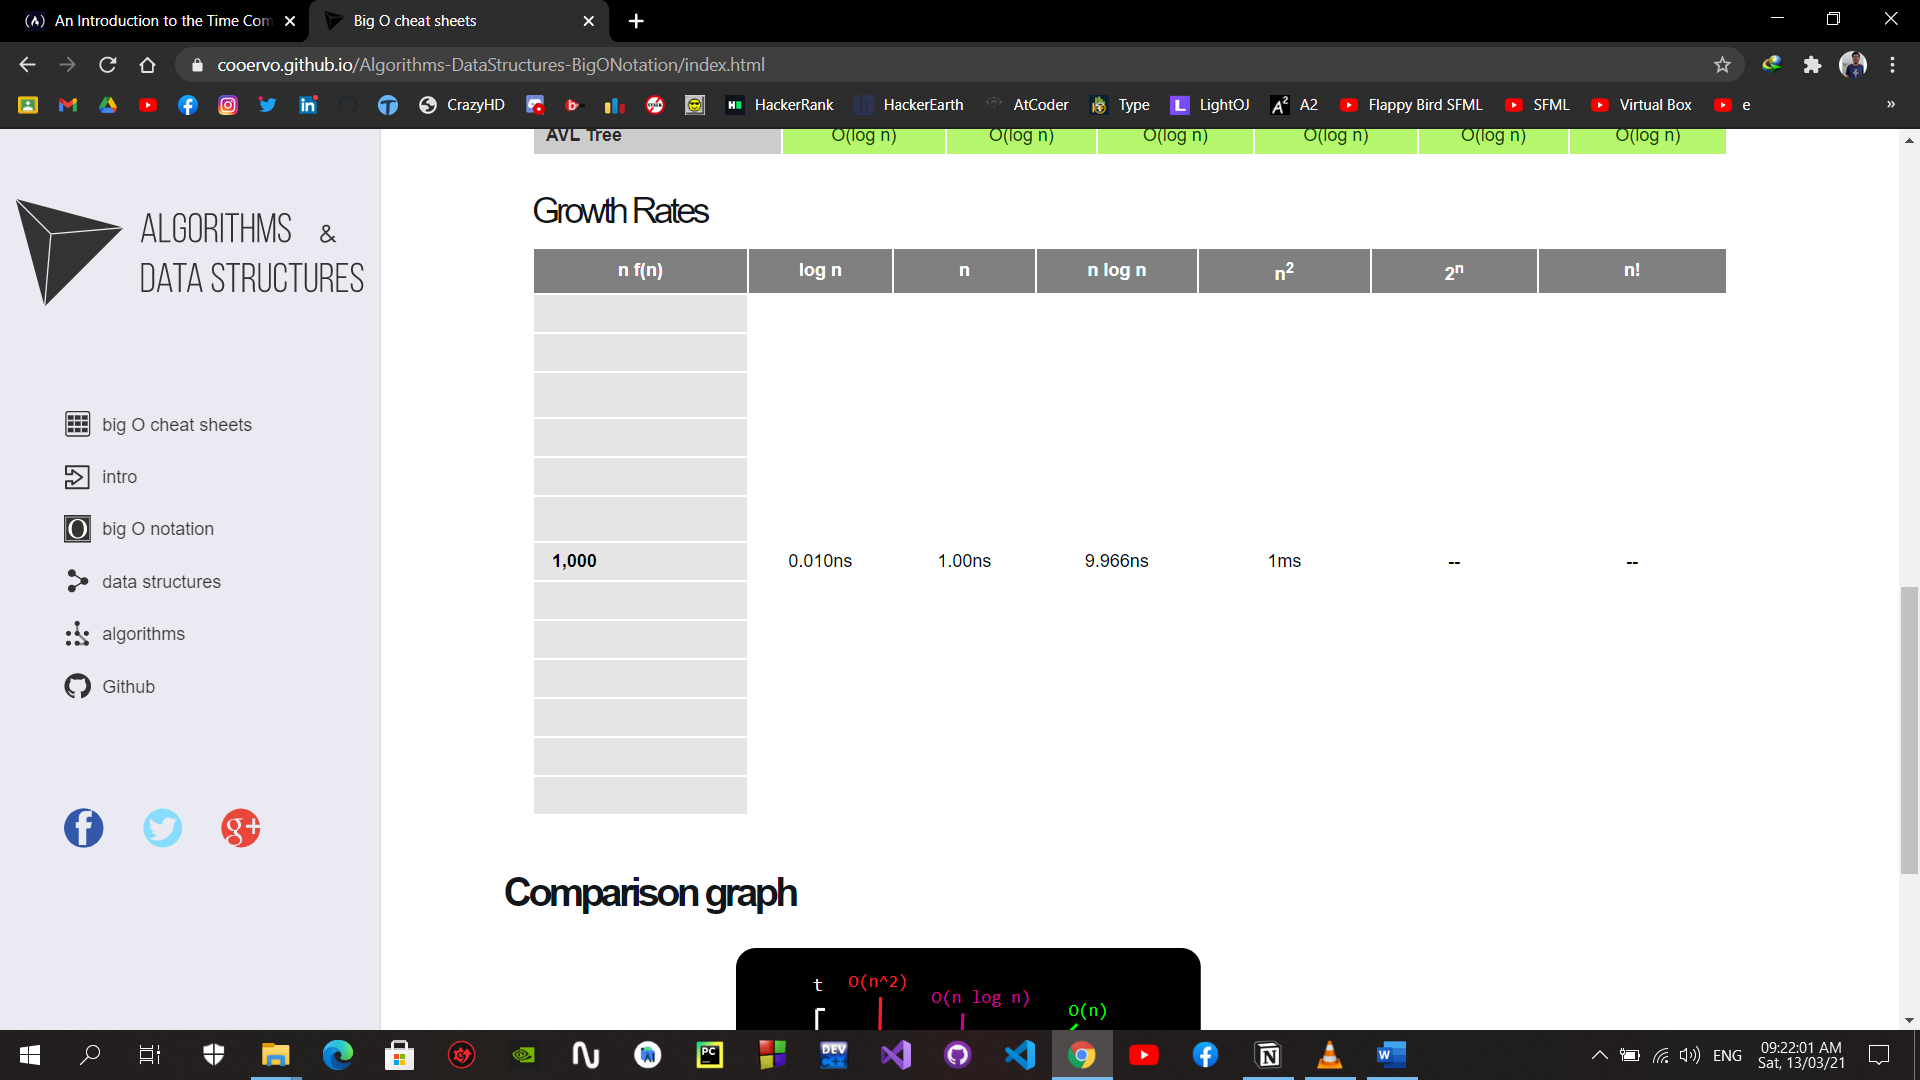 An Introduction to the Time Com
Big O cheat sheets
cooervo.github.io/Algorithms-DataStructures-BigONotation/index.html
CrazyHD
HackerRank
HackerEarth
AtCoder
Type
LightOJ
A2
Flappy Bird SFML
SFML
Virtual Box
e
»
AVL Tree O(log n) O(log n) O(log n) O(log n) O(log n) O(log n)
ALGORITHMS &
DATA STRUCTURES
big O cheat sheets
intro
big O notation
data structures
algorithms
Github
Growth Rates
n f(n) log n n n log n n² 2ⁿ n!
1,000 0.010ns 1.00ns 9.966ns 1ms -- --
Comparison graph
t
O(n^2)
O(n log n)
O(n)
ENG
09:22:01 AM
Sat, 13/03/21